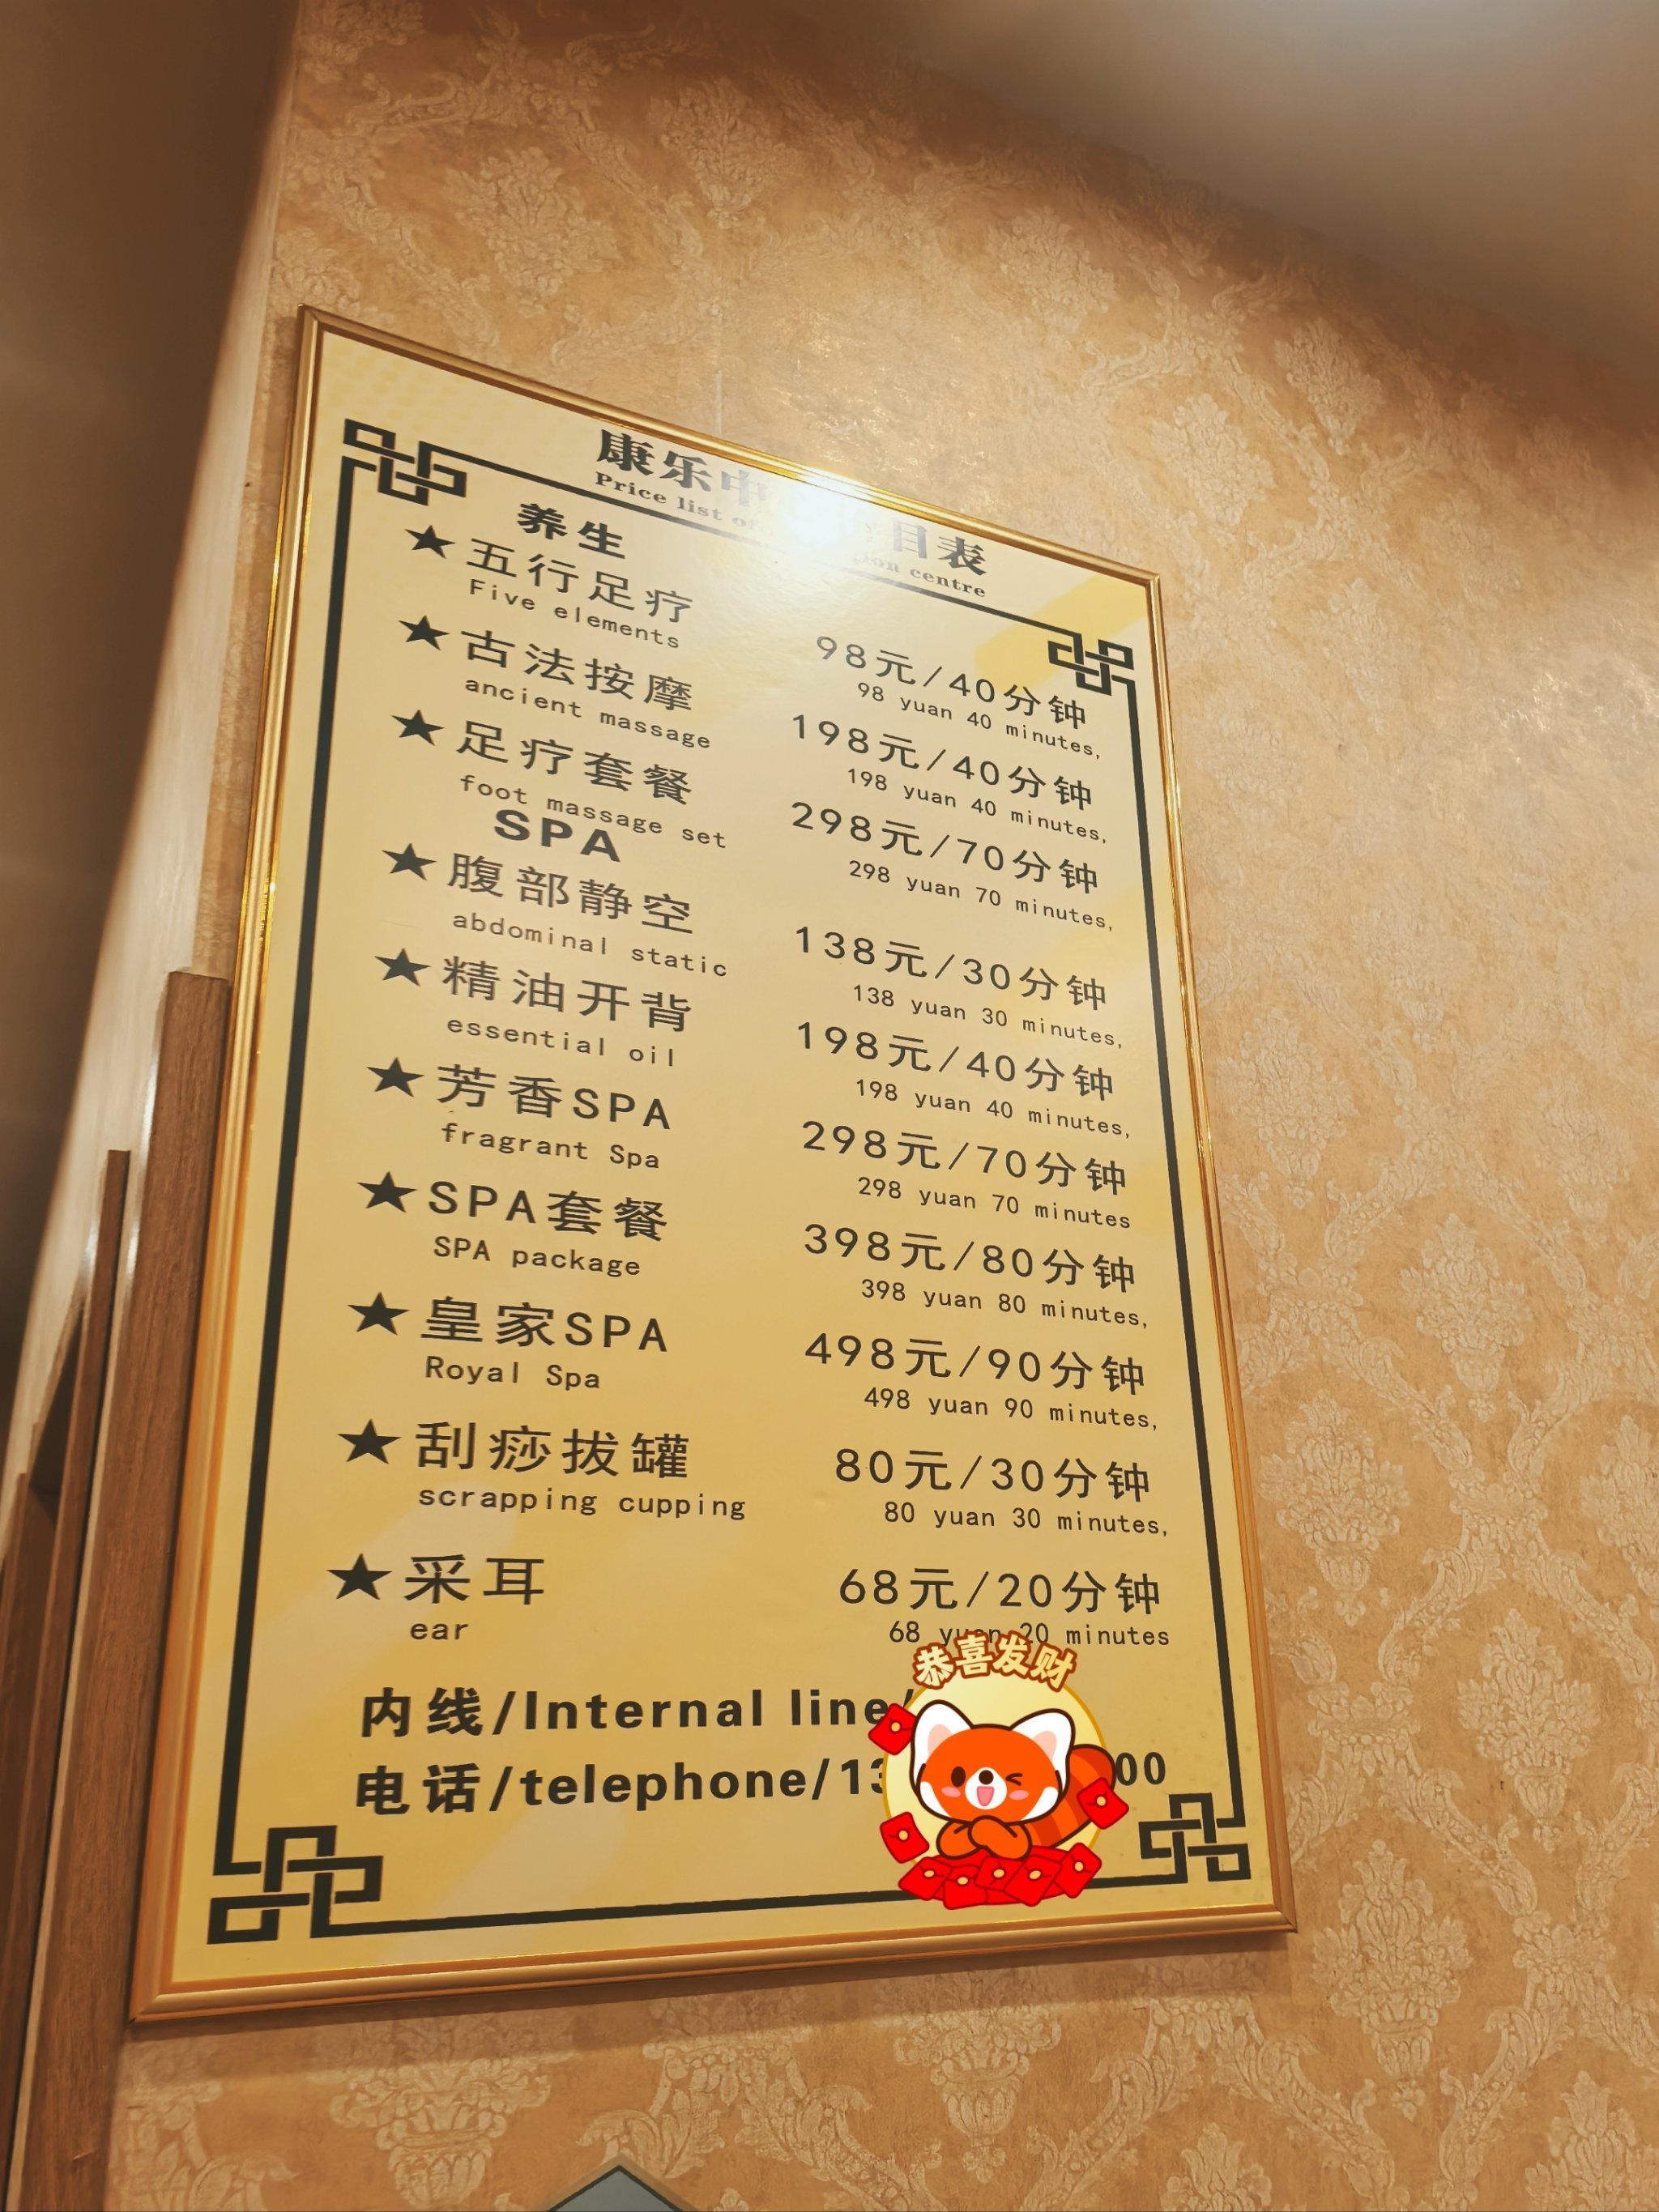 康乐中 目表
Price list centre
养生
★五行足疗 98元/40分钟
Five elements 98 yuan 40 minutes,
★古法按摩 198元/40分钟
ancient massage 198 yuan 40 minutes,
★足疗套餐 298元/70分钟
foot massage set 298 yuan 70 minutes,
SPA
★腹部静空 138元/30分钟
abdominal static 138 yuan 30 minutes,
★精油开背 198元/40分钟
essential oil 198 yuan 40 minutes,
★芳香SPA 298元/70分钟
fragrant Spa 298 yuan 70 minutes
★SPA套餐 398元/80分钟
SPA package 398 yuan 80 minutes,
★皇家SPA 498元/90分钟
Royal Spa 498 yuan 90 minutes,
★刮痧拔罐 80元/30分钟
scrapping cupping 80 yuan 30 minutes,
★采耳 68元/20分钟
ear 68 yuan 20 minutes
恭喜发财
内线/Internal line/
电话/telephone/13 00